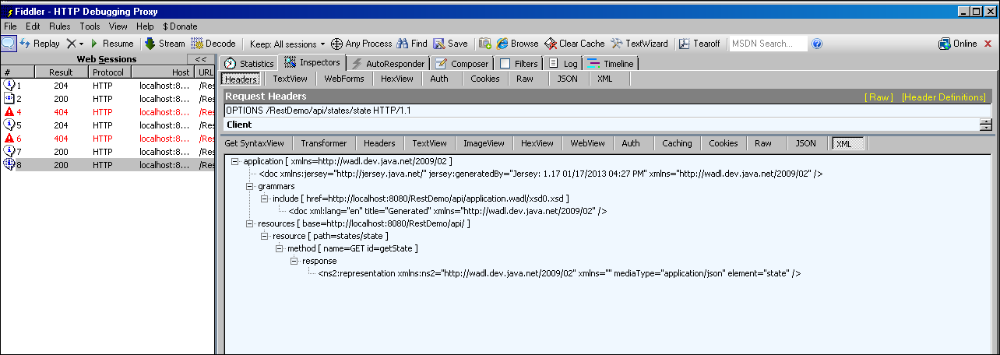 Fiddler - HTTP Debugging Proxy
File Edit Rules Tools View Help $ Donate
Replay X Resume Stream Decode Keep: All sessions Any Process Find Save Browse Clear Cache TextWizard Tearoff MSDN Search... Online
Web Sessions <<
# Result Protocol Host URL
1 204 HTTP localhost:8... /Res
2 200 HTTP localhost:8... /Res
4 404 HTTP localhost:8... /Res
5 204 HTTP localhost:8... /Res
6 404 HTTP localhost:8... /Res
7 200 HTTP localhost:8... /Res
8 200 HTTP localhost:8... /Res
Statistics Inspectors AutoResponder Composer Filters Log Timeline
Headers TextView WebForms HexView Auth Cookies Raw JSON XML
Request Headers [ Raw ] [Header Definitions]
OPTIONS /RestDemo/api/states/state HTTP/1.1
Client
Get SyntaxView Transformer Headers TextView ImageView HexView WebView Auth Caching Cookies Raw JSON XML
application [ xmlns=http://wadl.dev.java.net/2009/02 ]
<doc xmlns:jersey="http://jersey.java.net/" jersey:generatedBy="Jersey: 1.17 01/17/2013 04:27 PM" xmlns="http://wadl.dev.java.net/2009/02" />
grammars
include [ href=http://localhost:8080/RestDemo/api/application.wadl/xsd0.xsd ]
<doc xml:lang="en" title="Generated" xmlns="http://wadl.dev.java.net/2009/02" />
resources [ base=http://localhost:8080/RestDemo/api/ ]
resource [ path=states/state ]
method [ name=GET id=getState ]
response
<ns2:representation xmlns:ns2="http://wadl.dev.java.net/2009/02" xmlns="" mediaType="application/json" element="state" />